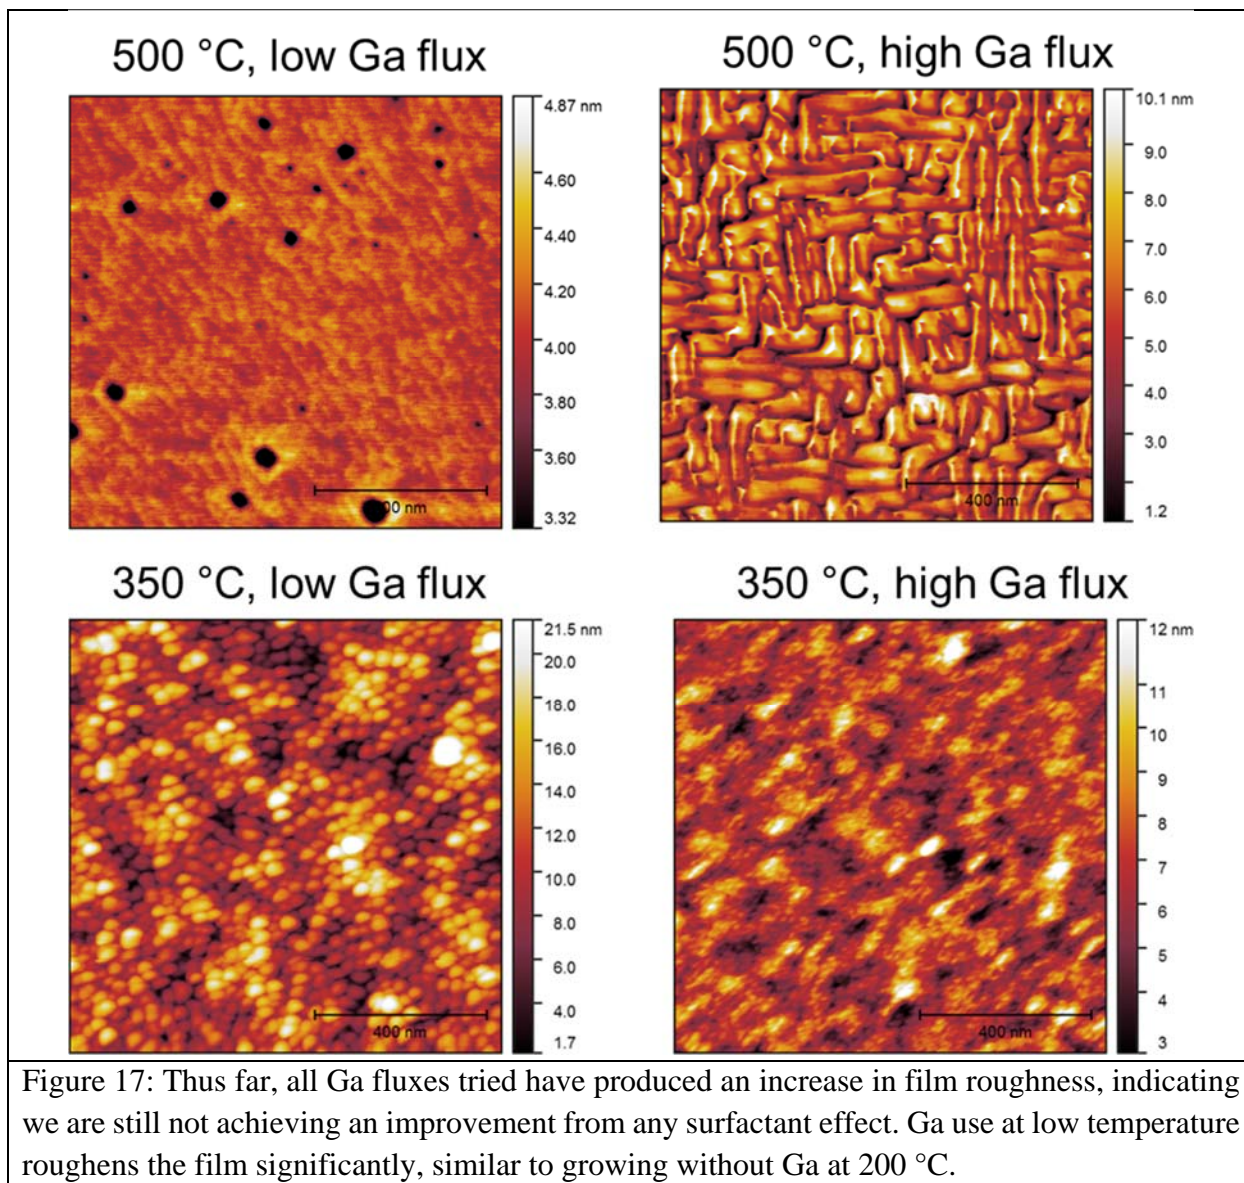 500 °C, low Ga flux
4.87 nm
4.60
4.40
4.20
4.00
3.80
3.60
3.32
00 nm
500 °C, high Ga flux
10.1 nm
9.0
8.0
7.0
6.0
5.0
4.0
3.0
1.2
400 nm
350 °C, low Ga flux
21.5 nm
20.0
18.0
16.0
14.0
12.0
10.0
8.0
6.0
4.0
1.7
400 nm
350 °C, high Ga flux
12 nm
11
10
9
8
7
6
5
4
3
400 nm
Figure 17: Thus far, all Ga fluxes tried have produced an increase in film roughness, indicating
we are still not achieving an improvement from any surfactant effect. Ga use at low temperature
roughens the film significantly, similar to growing without Ga at 200 °C.